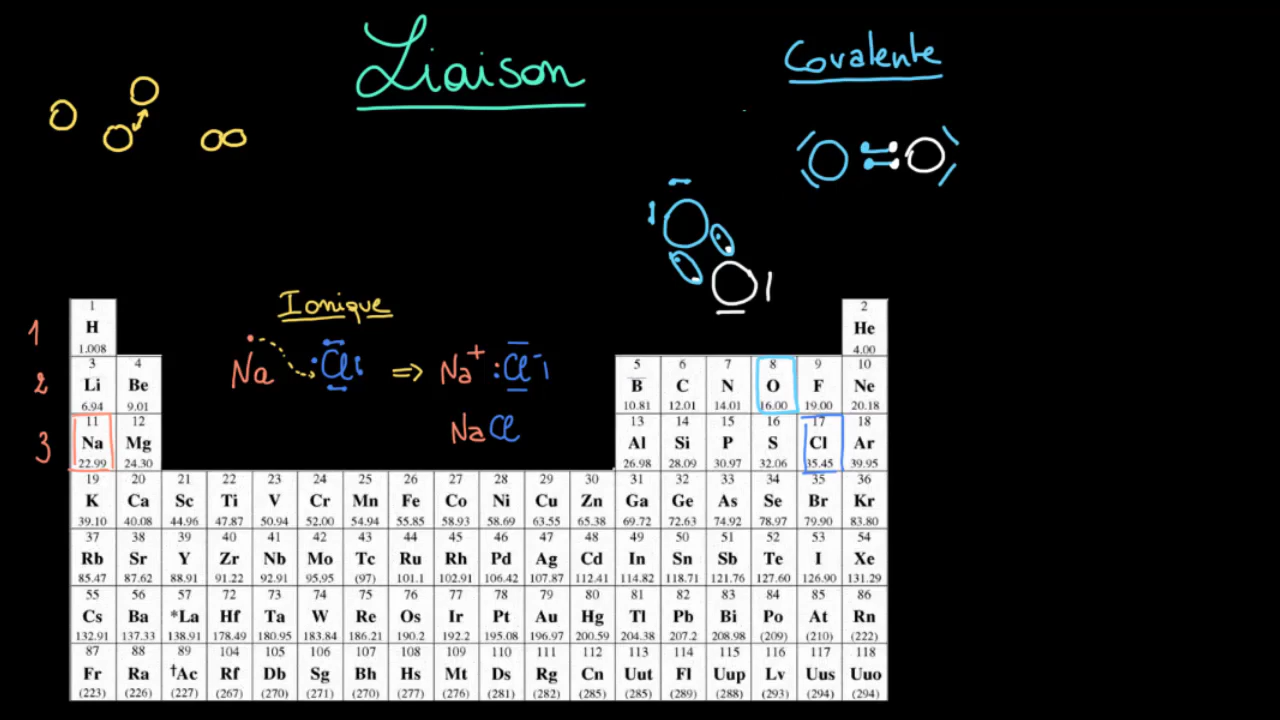 Liaison
Covalente
Ionique
Na Cl ⇒ Na+ : Cl -
Na Cl
1
2
3
1 2
H He
1.008 4.00
3 4 5 6 7 8 9 10
Li Be B C N O F Ne
6.94 9.01 10.81 12.01 14.01 16.00 19.00 20.18
11 12 13 14 15 16 17 18
Na Mg Al Si P S Cl Ar
22.99 24.30 26.98 28.09 30.97 32.06 35.45 39.95
19 20 21 22 23 24 25 26 27 28 29 30 31 32 33 34 35 36
K Ca Sc Ti V Cr Mn Fe Co Ni Cu Zn Ga Ge As Se Br Kr
39.10 40.08 44.96 47.87 50.94 52.00 54.94 55.85 58.93 58.69 63.55 65.38 69.72 72.63 74.92 78.97 79.90 83.80
37 38 39 40 41 42 43 44 45 46 47 48 49 50 51 52 53 54
Rb Sr Y Zr Nb Mo Tc Ru Rh Pd Ag Cd In Sn Sb Te I Xe
85.47 87.62 88.91 91.22 92.91 95.95 (97) 101.1 102.91 106.42 107.87 112.41 114.82 118.71 121.76 127.60 126.90 131.29
55 56 57 72 73 74 75 76 77 78 79 80 81 82 83 84 85 86
Cs Ba *La Hf Ta W Re Os Ir Pt Au Hg Tl Pb Bi Po At Rn
132.91 137.33 138.91 178.49 180.95 183.84 186.21 190.2 192.2 195.08 196.97 200.59 204.38 207.2 208.98 (209) (210) (222)
87 88 89 104 105 106 107 108 109 110 111 112 113 114 115 116 117 118
Fr Ra †Ac Rf Db Sg Bh Hs Mt Ds Rg Cn Uut Fl Uup Lv Uus Uuo
(223) (226) (227) (267) (270) (271) (270) (277) (276) (281) (282) (285) (285) (289) (288) (293) (294) (294)